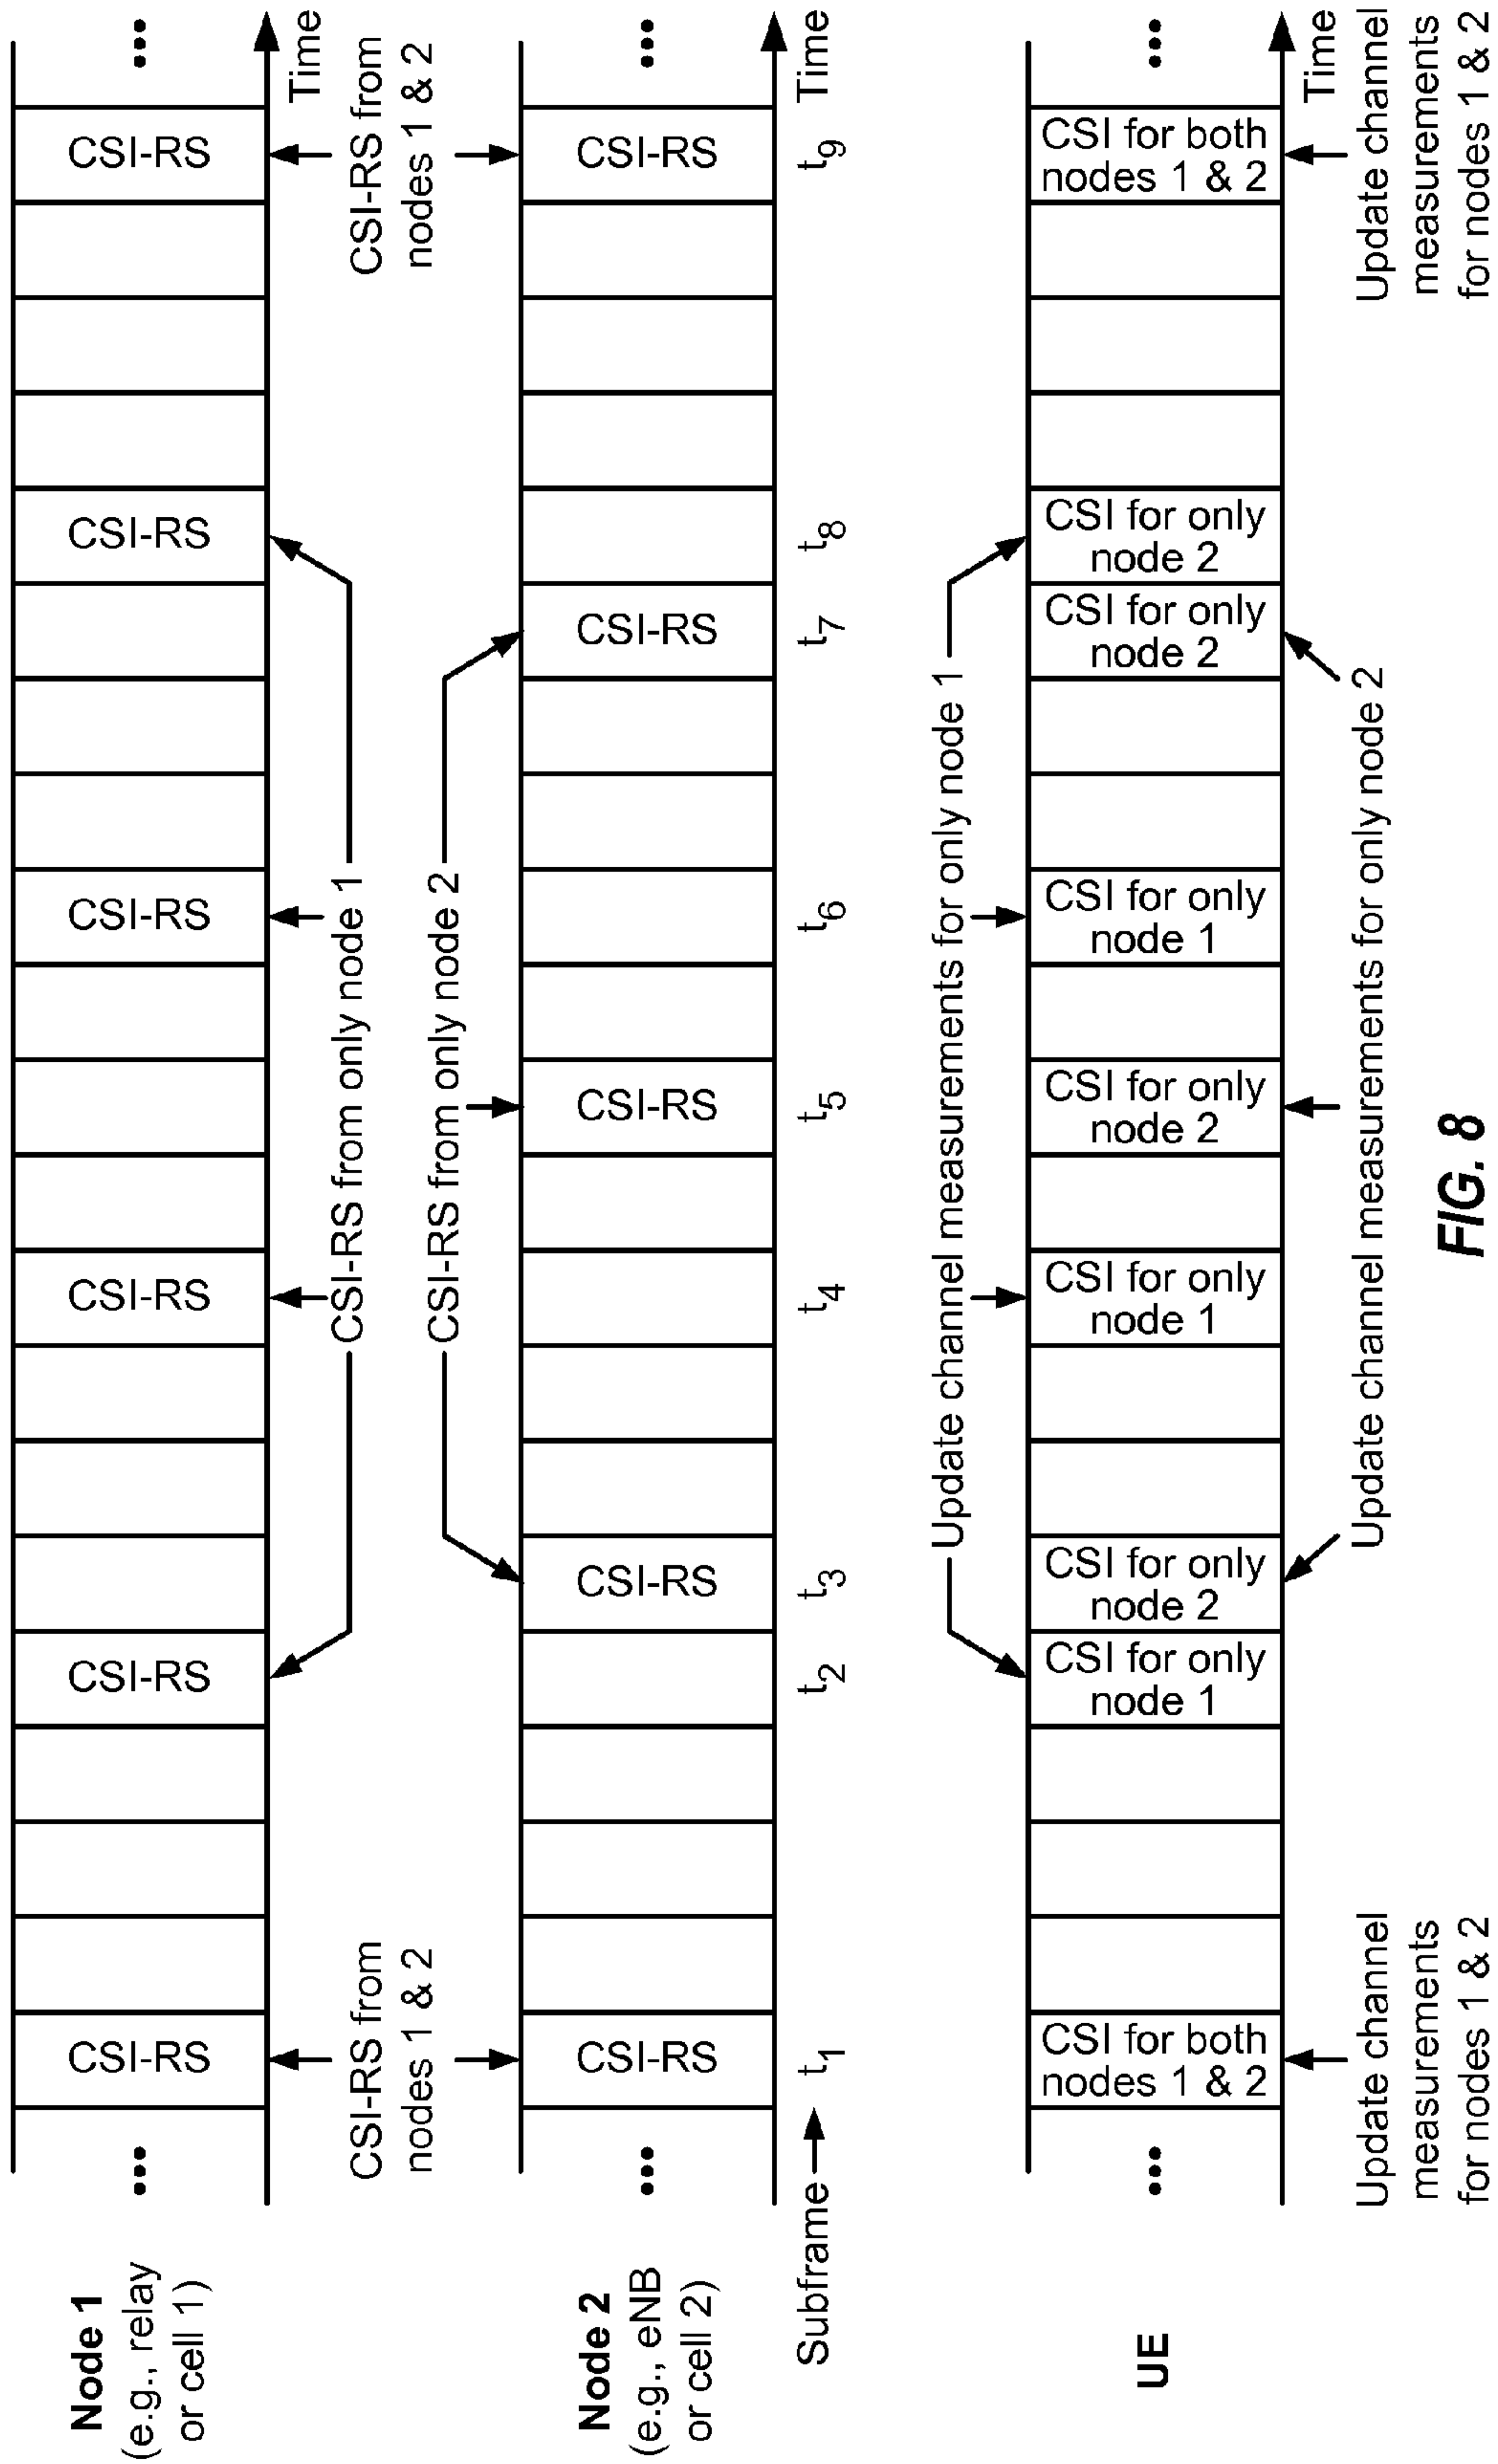 Node 1
(e.g., relay
or cell 1)
•••
CSI-RS
CSI-RS
CSI-RS
CSI-RS
CSI-RS
CSI-RS
•••
Time
CSI-RS from
nodes 1 & 2
CSI-RS from only node 1
CSI-RS from only node 2
CSI-RS from
nodes 1 & 2
Node 2
(e.g., eNB
or cell 2)
•••
CSI-RS
CSI-RS
CSI-RS
CSI-RS
CSI-RS
•••
Time
Subframe
t1
t2
t3
t4
t5
t6
t7
t8
t9
Update channel measurements for only node 1
UE
•••
CSI for both
nodes 1 & 2
CSI for only
node 1
CSI for only
node 2
CSI for only
node 1
CSI for only
node 2
CSI for only
node 1
CSI for only
node 2
CSI for only
node 2
CSI for both
nodes 1 & 2
•••
Time
Update channel
measurements
for nodes 1 & 2
Update channel measurements for only node 2
Update channel
measurements
for nodes 1 & 2
FIG. 8